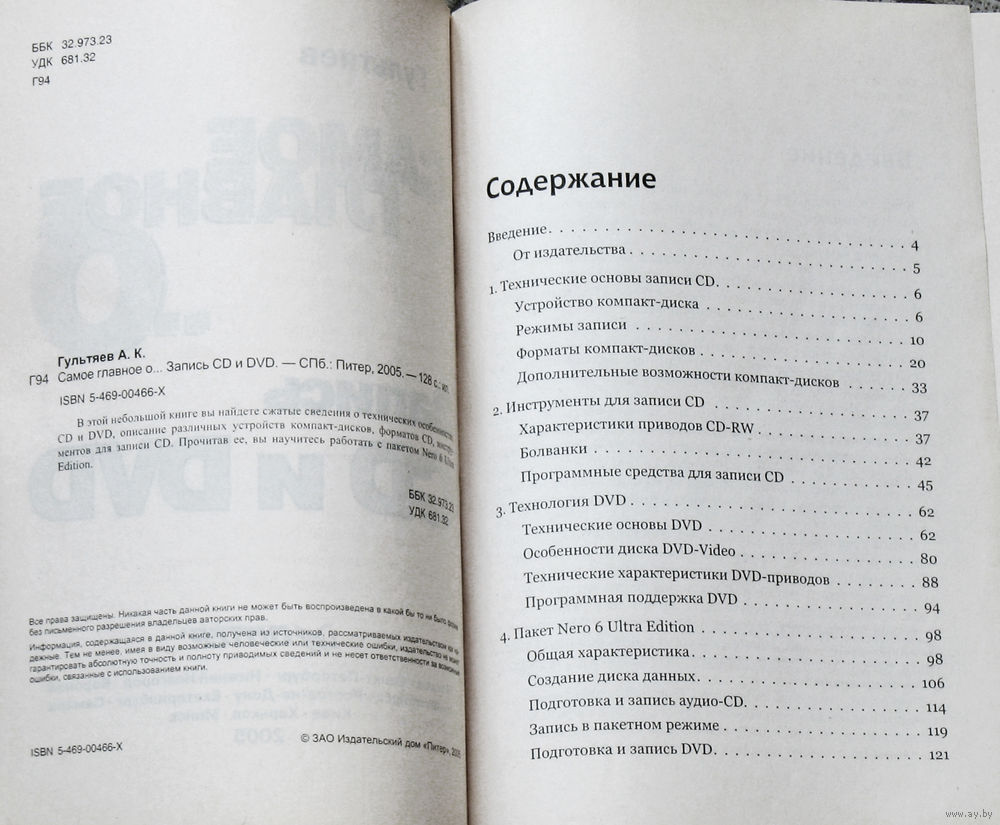 ББК 32.973.23
УДК 681.32
Г94
Гультяев А. К.
Г94 Самое главное о... Запись CD и DVD. — СПб.: Питер, 2005. — 128 с.: ил.
ISBN 5-469-00466-X
В этой небольшой книге вы найдете сжатые сведения о технических особенностях
CD и DVD, описание различных устройств компакт-дисков, форматов CD, инстру-
ментов для записи CD. Прочитав ее, вы научитесь работать с пакетом Nero 6 Ultra
Edition.
ББК 32.973.23
УДК 681.32
Все права защищены. Никакая часть данной книги не может быть воспроизведена в какой бы то ни было форме
без письменного разрешения владельцев авторских прав.
Информация, содержащаяся в данной книге, получена из источников, рассматриваемых издательством как на-
дежные. Тем не менее, имея в виду возможные человеческие или технические ошибки, издательство не может
гарантировать абсолютную точность и полноту приводимых сведений и не несет ответственности за возможные
ошибки, связанные с использованием книги.
ISBN 5-469-00466-X
© ЗАО Издательский дом «Питер», 2005
Содержание
Введение. . . . 4
От издательства . . . . 5
1. Технические основы записи CD. . . . 6
Устройство компакт-диска . . . . 6
Режимы записи . . . . 10
Форматы компакт-дисков . . . . 20
Дополнительные возможности компакт-дисков . . . . 33
2. Инструменты для записи CD . . . . 37
Характеристики приводов CD-RW . . . . 37
Болванки . . . . 42
Программные средства для записи CD . . . . 45
3. Технология DVD . . . . 62
Технические основы DVD . . . . 62
Особенности диска DVD-Video . . . . 80
Технические характеристики DVD-приводов . . . . 88
Программная поддержка DVD . . . . 94
4. Пакет Nero 6 Ultra Edition . . . . 98
Общая характеристика. . . . 98
Создание диска данных. . . . 106
Подготовка и запись аудио-CD. . . . 114
Запись в пакетном режиме . . . . 119
Подготовка и запись DVD. . . . 121
www.ay.by